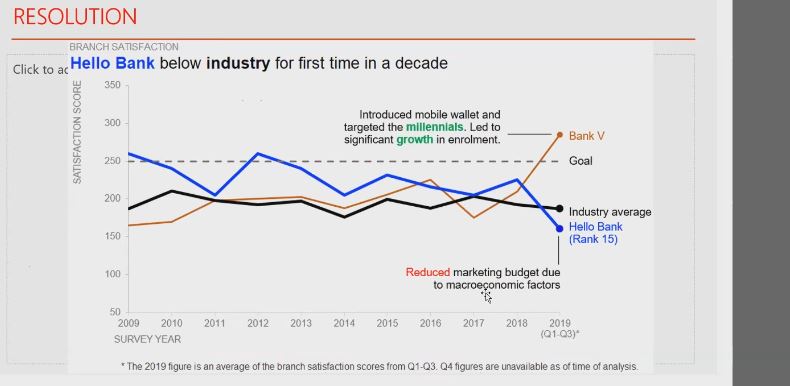 RESOLUTION
BRANCH SATISFACTION
Click to ad
Hello Bank below industry for first time in a decade
SATISFACTION SCORE
350
300
250
200
150
100
50
Introduced mobile wallet and
targeted the millennials. Led to
significant growth in enrolment.
Bank V
Goal
Industry average
Hello Bank
(Rank 15)
Reduced marketing budget due
to macroeconomic factors
2009 2010 2011 2012 2013 2014 2015 2016 2017 2018 2019
(Q1-Q3)*
SURVEY YEAR
* The 2019 figure is an average of the branch satisfaction scores from Q1-Q3. Q4 figures are unavailable as of time of analysis.